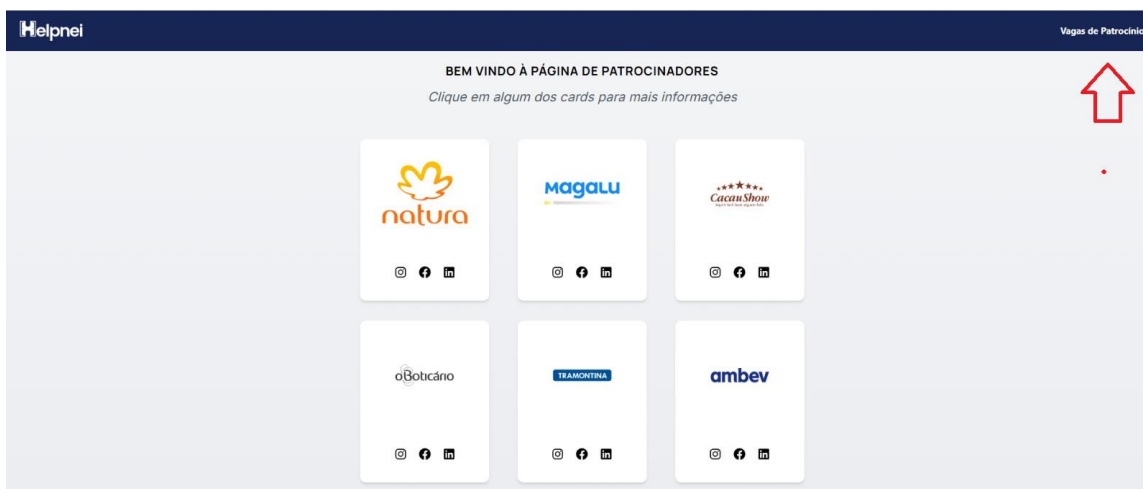 Helpnei
Vagas de Patrocínio
BEM VINDO À PÁGINA DE PATROCINADORES
Clique em algum dos cards para mais informações
natura
Magalu
CacauShow
oBoticário
TRAMONTINA
ambev